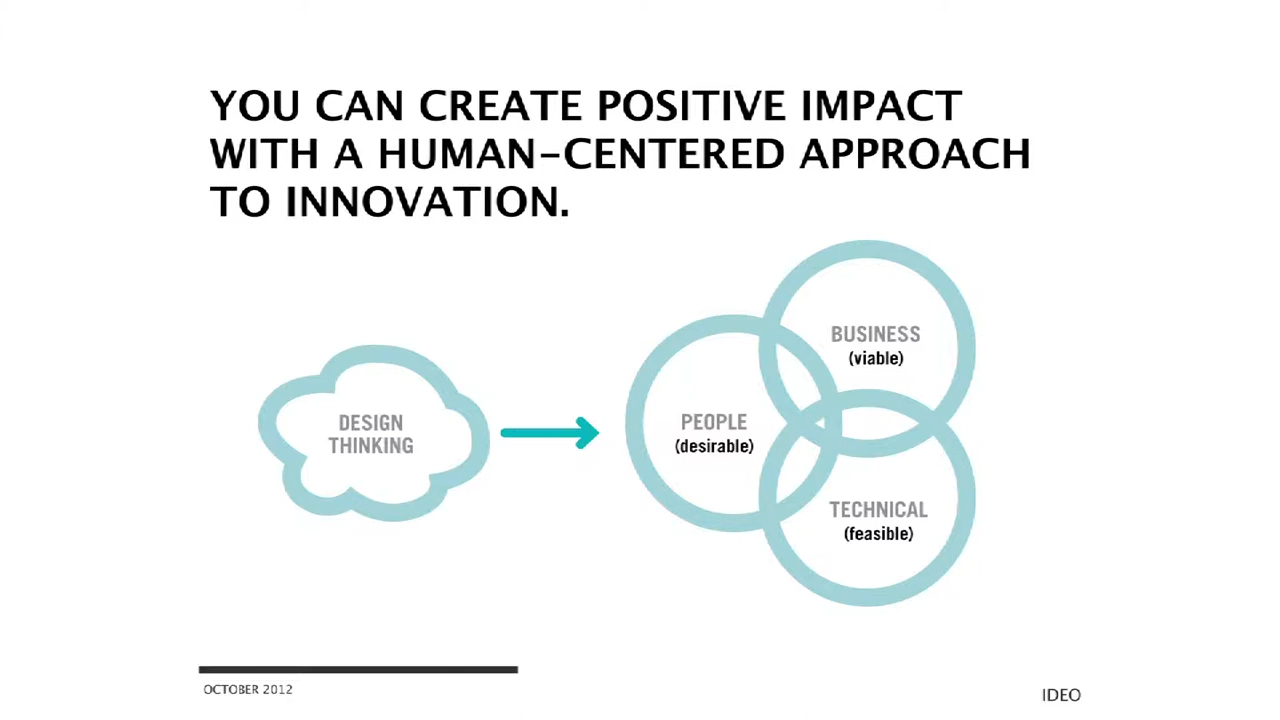 YOU CAN CREATE POSITIVE IMPACT
WITH A HUMAN-CENTERED APPROACH
TO INNOVATION.
DESIGN
THINKING
PEOPLE
(desirable)
BUSINESS
(viable)
TECHNICAL
(feasible)
OCTOBER 2012
IDEO